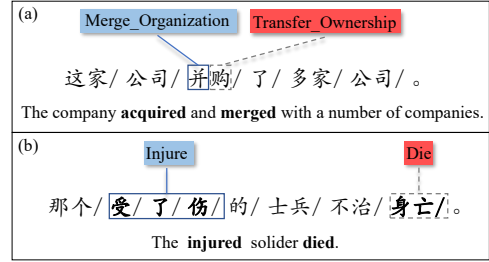 (a)
Merge_Organization Transfer_Ownership
这家/ 公司/ 并购/ 了/ 多家/ 公司/ 。
The company acquired and merged with a number of companies.
(b)
Injure Die
那个/ 受/ 了/ 伤/ 的/ 士兵/ 不治/ 身亡/ 。
The injured solider died.